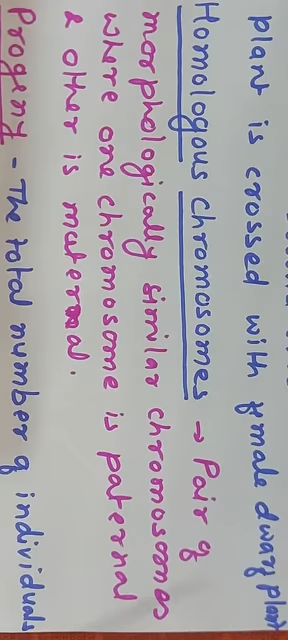 plant is crossed with female dwarf plant
Homologous chromosomes → Pair of
morphologically similar chromosomes
where one chromosome is paternal
& other is maternal.
Progeny - The total number of individuals